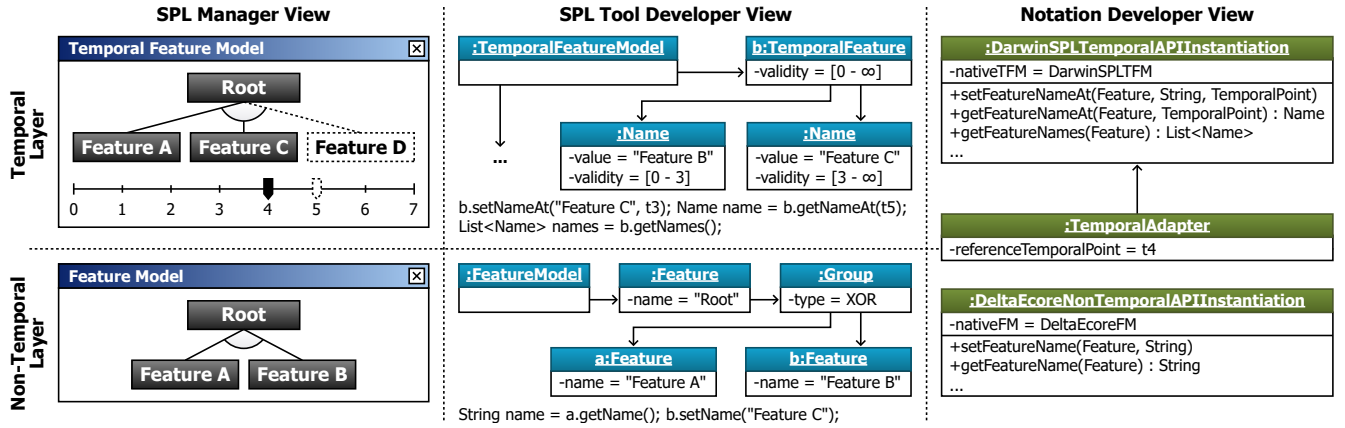 SPL Manager View
SPL Tool Developer View
Notation Developer View
Temporal
Layer
Temporal Feature Model
Root
Feature A
Feature C
Feature D
0 1 2 3 4 5 6 7
:TemporalFeatureModel
...
b:TemporalFeature
-validity = [0 - ∞]
:Name
-value = "Feature B"
-validity = [0 - 3]
:Name
-value = "Feature C"
-validity = [3 - ∞]
b.setNameAt("Feature C", t3); Name name = b.getNameAt(t5);
List<Name> names = b.getNames();
:DarwinSPLTemporalAPIInstantiation
-nativeTFM = DarwinSPLTFM
+setFeatureNameAt(Feature, String, TemporalPoint)
+getFeatureNameAt(Feature, TemporalPoint) : Name
+getFeatureNames(Feature) : List<Name>
...
:TemporalAdapter
-referenceTemporalPoint = t4
Non-Temporal
Layer
Feature Model
Root
Feature A
Feature B
:FeatureModel
:Feature
-name = "Root"
:Group
-type = XOR
a:Feature
-name = "Feature A"
b:Feature
-name = "Feature B"
String name = a.getName(); b.setName("Feature C");
:DeltaEcoreNonTemporalAPIInstantiation
-nativeFM = DeltaEcoreFM
+setFeatureName(Feature, String)
+getFeatureName(Feature) : String
...